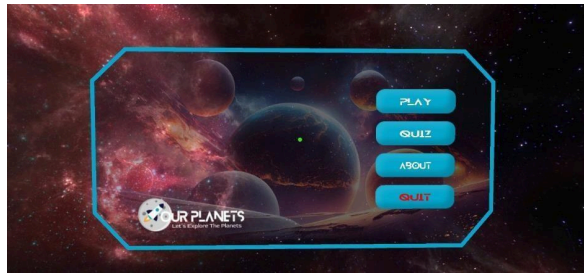 PLAY
QUIZ
ABOUT
QUIT
OUR PLANETS
Let's Explore The Planets